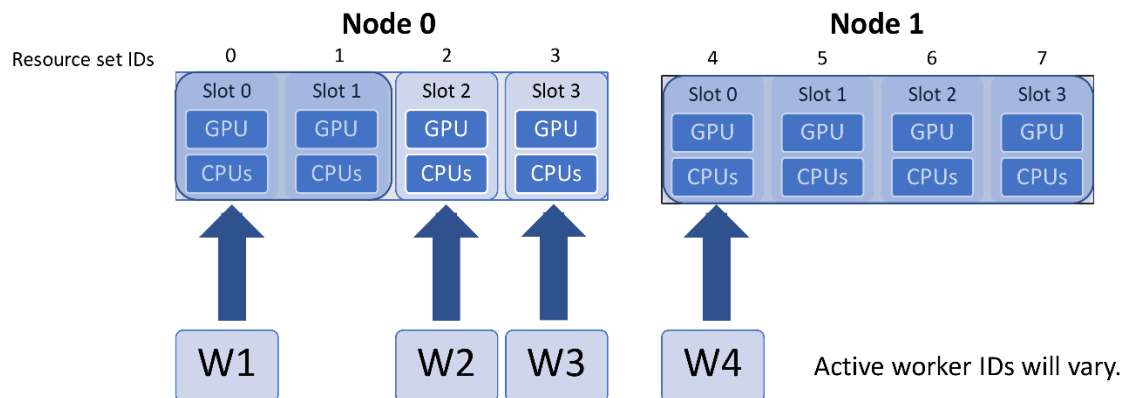 Node 0 Node 1
Resource set IDs 0 1 2 3 4 5 6 7
Slot 0 Slot 1 Slot 2 Slot 3 Slot 0 Slot 1 Slot 2 Slot 3
GPU GPU GPU GPU GPU GPU GPU GPU
CPUs CPUs CPUs CPUs CPUs CPUs CPUs CPUs
W1 W2 W3 W4 Active worker IDs will vary.